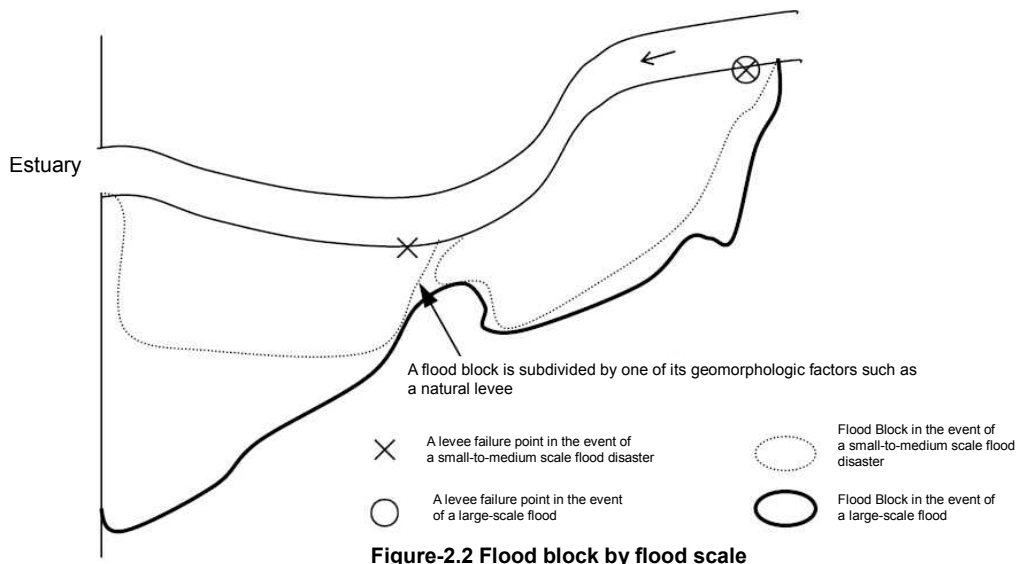 Estuary
A flood block is subdivided by one of its geomorphologic factors such as
a natural levee
A levee failure point in the event of
a small-to-medium scale flood disaster
Flood Block in the event of
a small-to-medium scale flood
disaster
A levee failure point in the event
of a large-scale flood
Flood Block in the event of
a large-scale flood
Figure-2.2 Flood block by flood scale